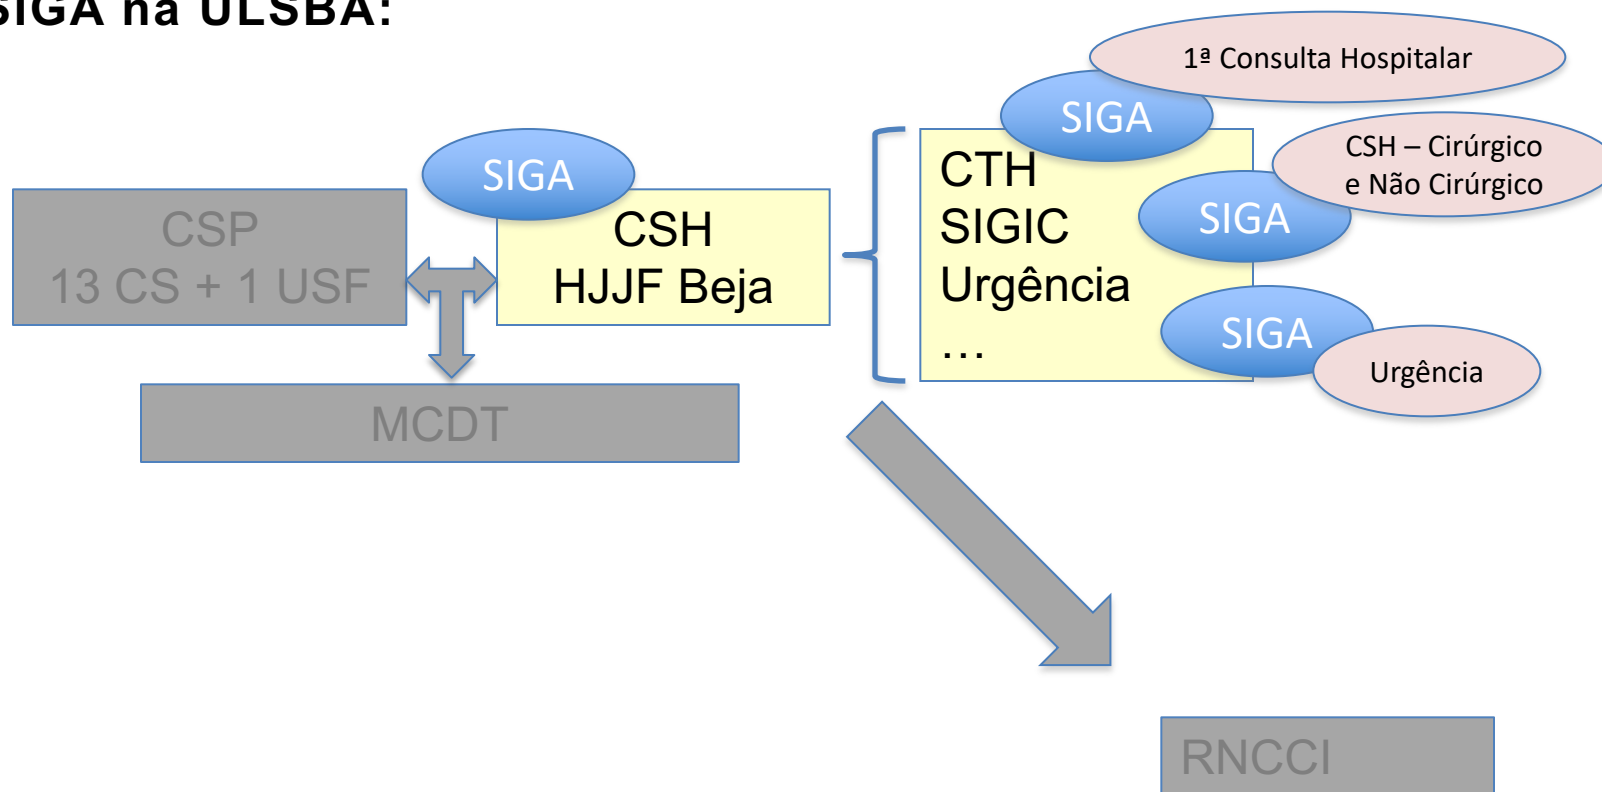 SIGA na ULSBA:
1ª Consulta Hospitalar
SIGA
CSH – Cirúrgico
e Não Cirúrgico
SIGA
CSP
13 CS + 1 USF
CSH
HJJF Beja
CTH
SIGIC
Urgência
…
SIGA
SIGA
Urgência
MCDT
RNCCI